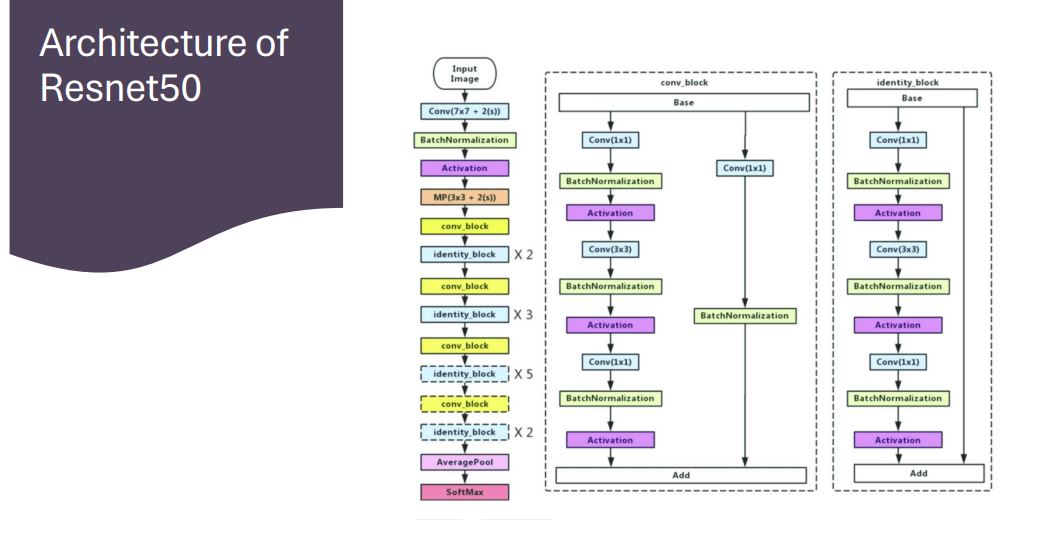 Architecture of
Resnet50
Input
Image
Conv(7x7 + 2(s))
BatchNormalization
Activation
MP(3x3 + 2(s))
conv_block
identity_block X 2
conv_block
identity_block X 3
conv_block
identity_block X 5
conv_block
identity_block X 2
AveragePool
SoftMax
conv_block
Base
Conv(1x1)
BatchNormalization
Activation
Conv(3x3)
BatchNormalization
Activation
Conv(1x1)
BatchNormalization
Activation
Conv(1x1)
BatchNormalization
Add
identity_block
Base
Conv(1x1)
BatchNormalization
Activation
Conv(3x3)
BatchNormalization
Activation
Conv(1x1)
BatchNormalization
Activation
Add